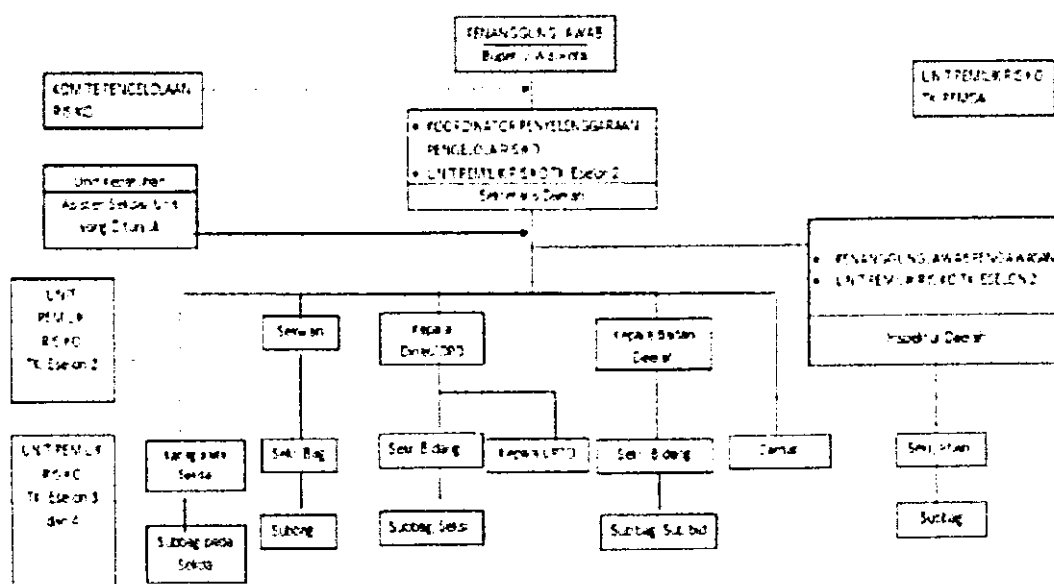 PENANGGUNG JAWAB
Bupati / Walikota
KOMITE PENGELOLAAN
RISIKO
UNIT PEMILIK RISIKO
TK PEMDA
KOORDINATOR PENYELENGGARAAN
PENGELOLA RISIKO
UNIT PEMILIK RISIKO TK Eselon 2
Sekretaris Daerah
Unit Kepatuhan
Asisten Sekda/Unit
yang Ditunjuk
PENANGGUNG JAWAB PENGAWASAN
UNIT PEMILIK RISIKO TK ESELON 2
Inspektur Daerah
UNIT
PEMILIK
RISIKO
TK Eselon 2
Sekwan
Kepala
Dinas/OPD
Kepala Badan
Daerah
UNIT PEMILIK
RISIKO
TK Eselon 3
dan 4
Sekda
Sekr Bag
Sekr Bidang
Kepala UPTD
Sekr Bidang
Camat
Subbag pada
Sekda
Subbag
Subbag Seksi
Subbag Subbid
Subbag